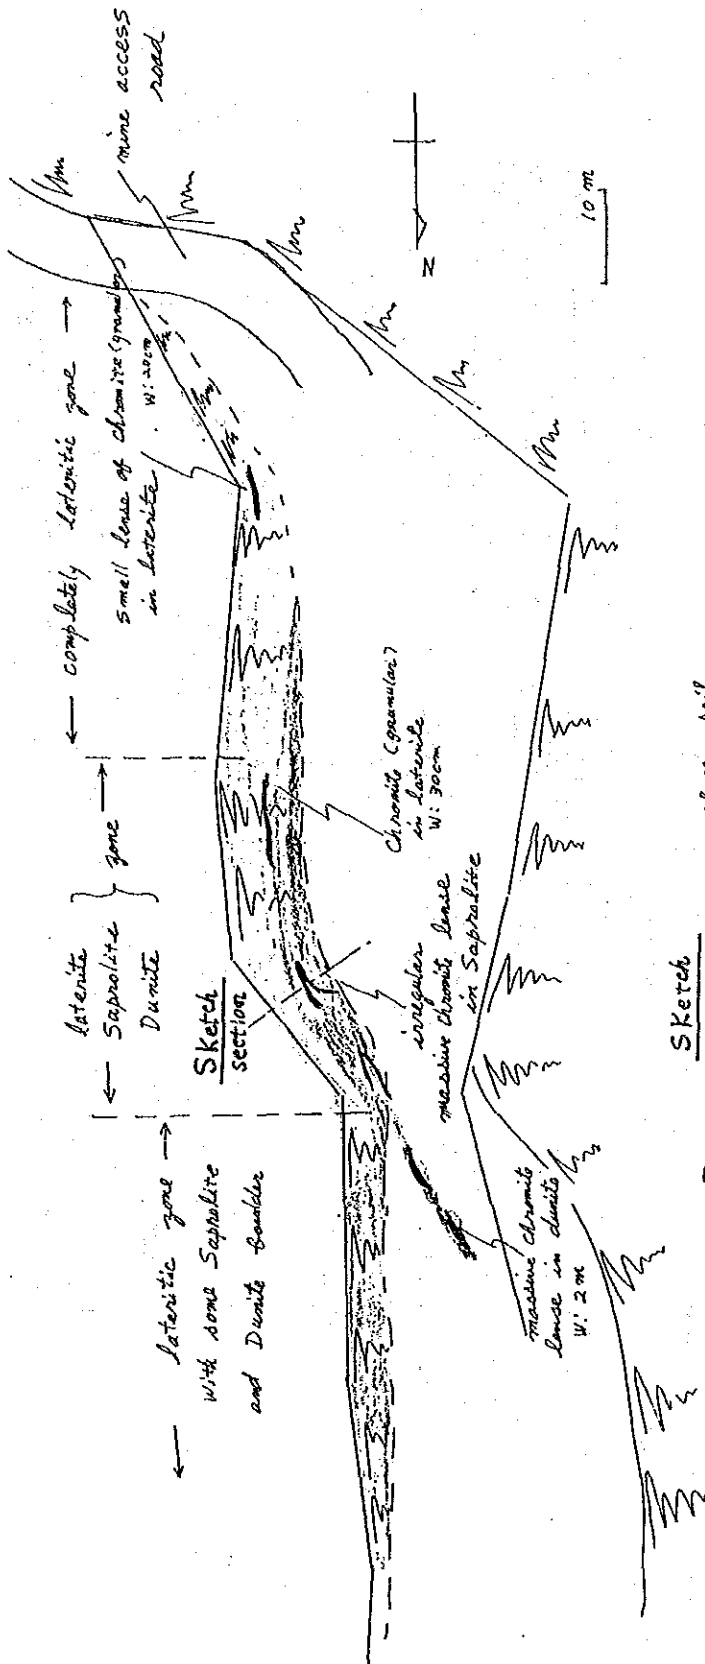 ← lateritic zone →
with some Saprolite
and Dunite boulder
laterite
Saprolite } zone →
← Dunite
← completely lateritic zone →
small lense of chromite (granular)
in laterite W: 20cm
mine access
road
Sketch
section
Chromite (granular)
in laterite
W: 30cm
irregular
massive chromite lense
in Saprolite
massive chromite
lense in dunite
W: 2m
N
10 m
Sketch